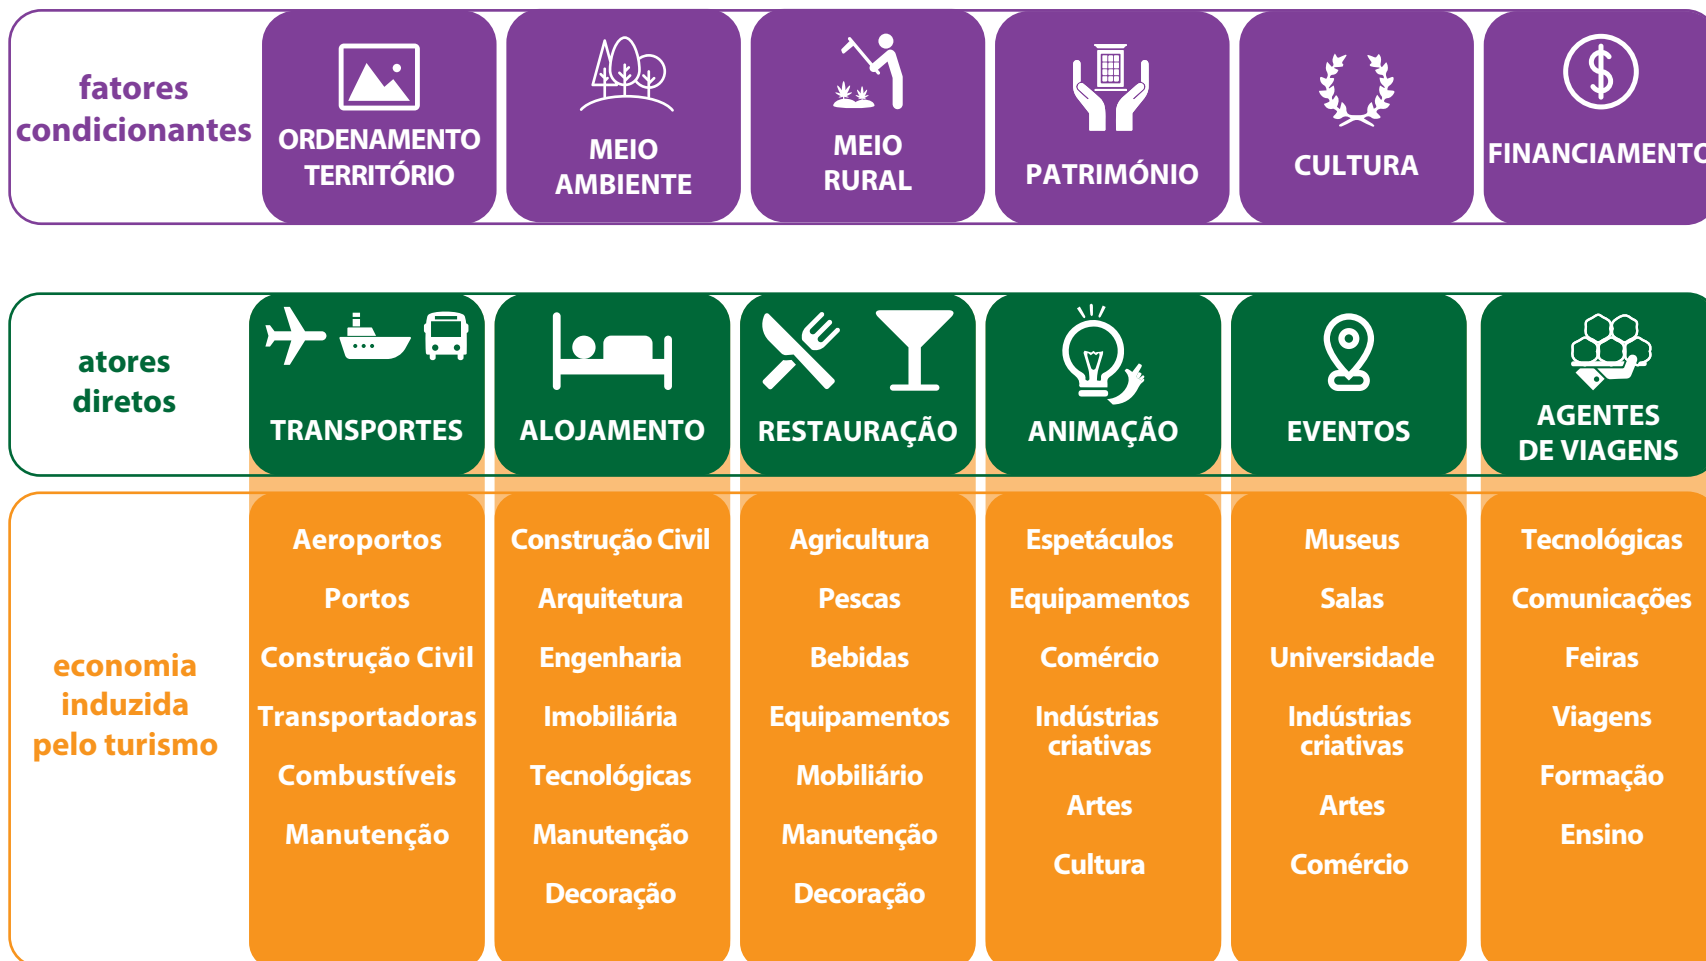 fatores
condicionantes
ORDENAMENTO
TERRITÓRIO
MEIO
AMBIENTE
MEIO
RURAL
PATRIMÓNIO
CULTURA
FINANCIAMENTO
atores
diretos
TRANSPORTES
ALOJAMENTO
RESTAURAÇÃO
ANIMAÇÃO
EVENTOS
AGENTES
DE VIAGENS
economia
induzida
pelo turismo
Aeroportos
Portos
Construção Civil
Transportadoras
Combustíveis
Manutenção
Construção Civil
Arquitetura
Engenharia
Imobiliária
Tecnológicas
Manutenção
Decoração
Agricultura
Pescas
Bebidas
Equipamentos
Mobiliário
Manutenção
Decoração
Espetáculos
Equipamentos
Comércio
Indústrias
criativas
Artes
Cultura
Museus
Salas
Universidade
Indústrias
criativas
Artes
Comércio
Tecnológicas
Comunicações
Feiras
Viagens
Formação
Ensino